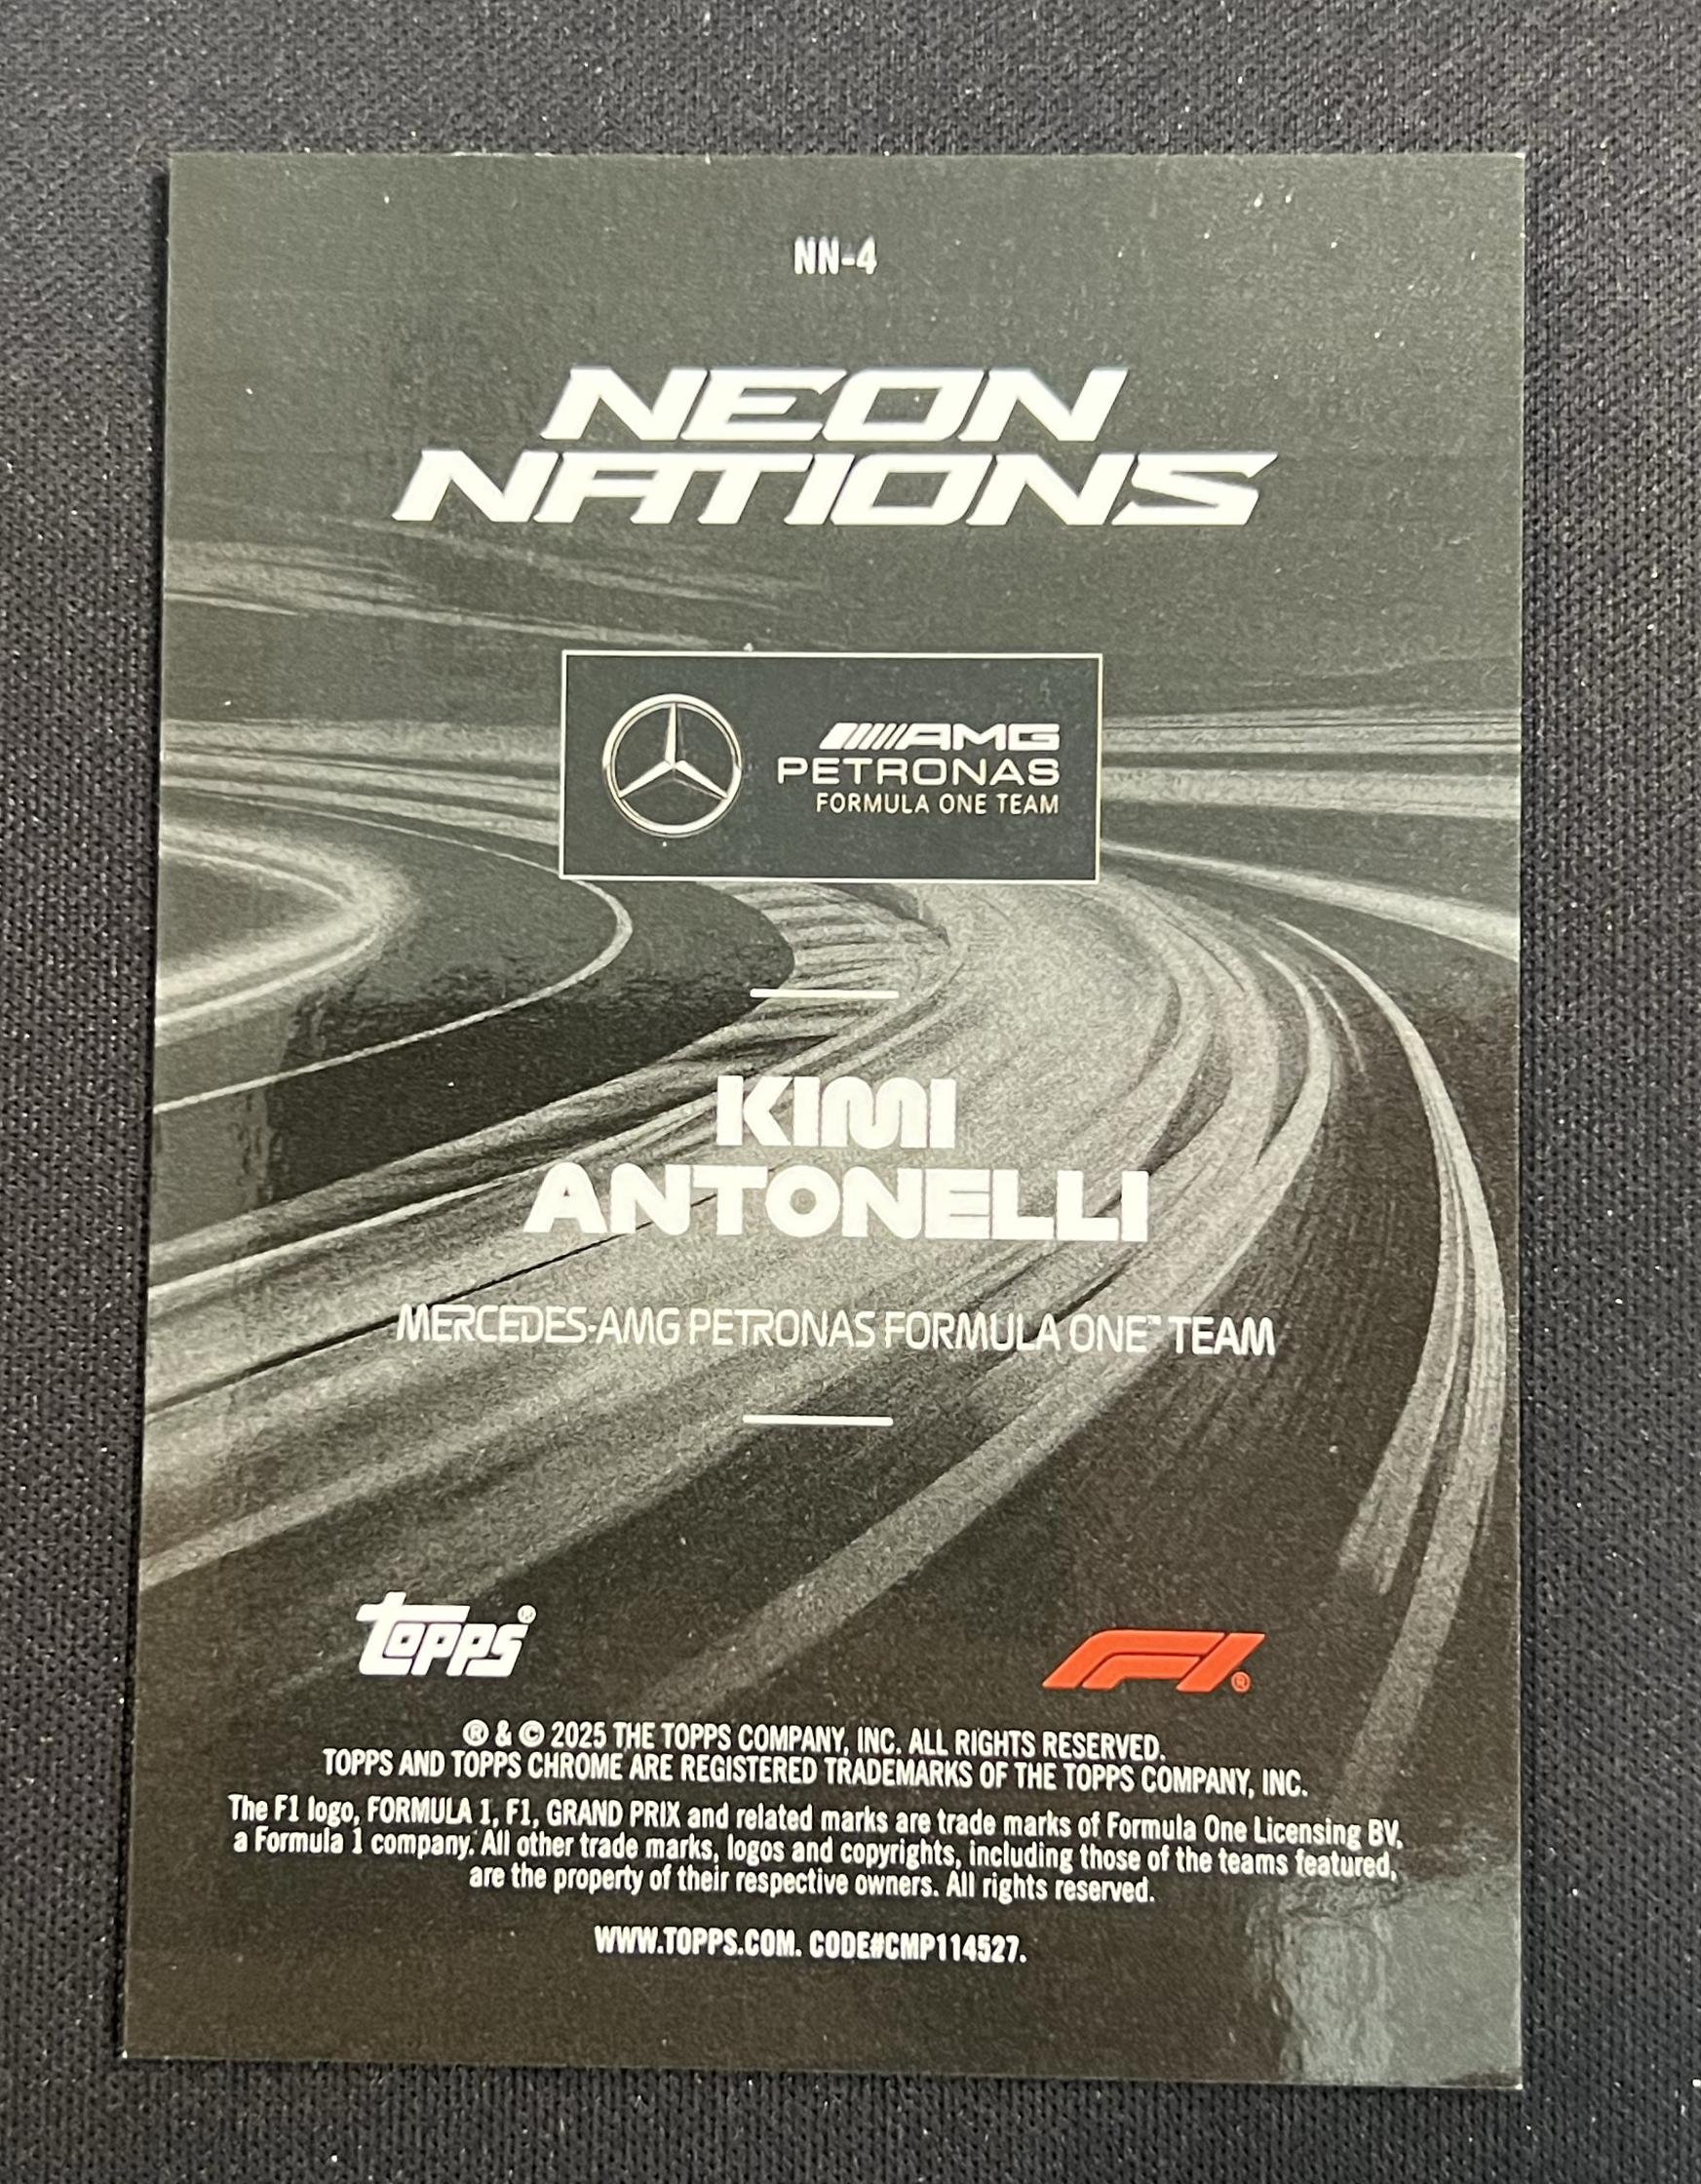 NN-4
NEON
NATIONS
AMG
PETRONAS
FORMULA ONE TEAM
KIMI
ANTONELLI
MERCEDES-AMG PETRONAS FORMULA ONE™ TEAM
topps®
F1®
® & © 2025 THE TOPPS COMPANY, INC. ALL RIGHTS RESERVED.
TOPPS AND TOPPS CHROME ARE REGISTERED TRADEMARKS OF THE TOPPS COMPANY, INC.
The F1 logo, FORMULA 1, F1, GRAND PRIX and related marks are trade marks of Formula One Licensing BV,
a Formula 1 company. All other trade marks, logos and copyrights, including those of the teams featured,
are the property of their respective owners. All rights reserved.
WWW.TOPPS.COM. CODE#CMP114527.